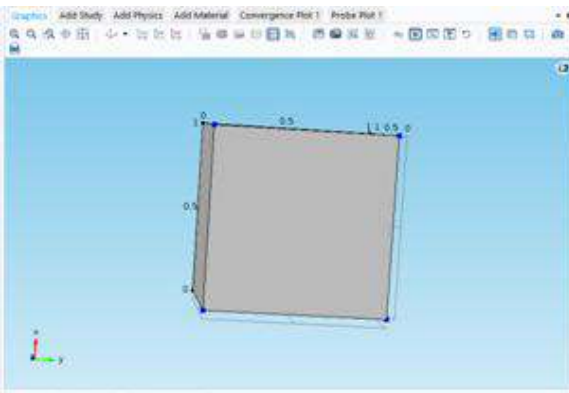 Graphics Add Study Add Physics Add Material Convergence Plot 1 Probe Plot 1
1 0 0.5 1 0.5 0
0.5
0
x
y